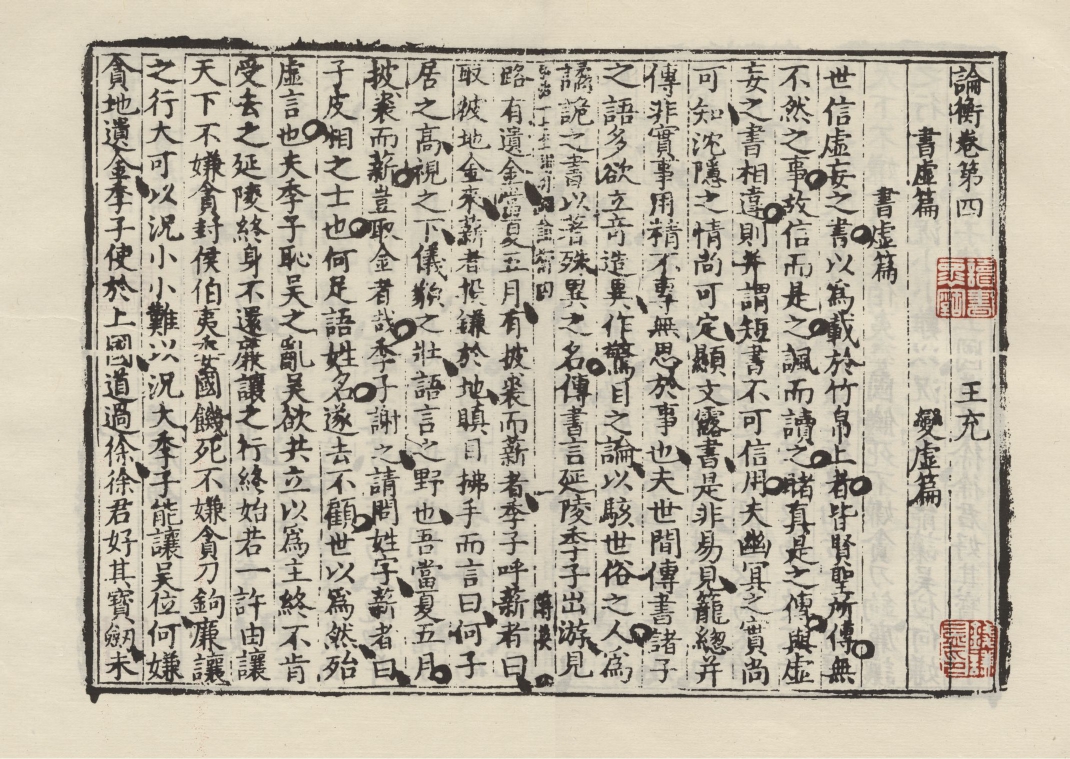 論衡卷第四　王充
書虛篇　變虛篇
書虛篇
世信虛妄之書以爲載於竹帛上者皆賢聖所傳無
不然之事故信而是之諷而讀之睹真是之傳與虛
妄之書相違則并謂短書不可信用夫幽冥之實尚
可知沈隱之情尚可定顯文露書是非易見籠總并
傳非實事用精不專無思於事也夫世間傳書諸子
之語多欲立奇造異作驚目之論以駭世俗之人爲
譎詭之書以著殊異之名傳書言延陵季子出游見
路有遺金當夏五月有披裘而薪者季子呼薪者曰
取彼地金來薪者投鎌於地瞋目拂手而言曰何子
居之高視之下儀貌之壯語言之野也吾當夏五月
披裘而薪豈取金者哉季子謝之請問姓字薪者曰
子皮相之士也何足語姓名遂去不顧世以爲然殆
虛言也夫季子恥吳之亂吳欲共立以爲主終不肯
受去之延陵終身不還廉讓之行終始若一許由讓
天下不嫌貪封侯伯夷委國饑死不嫌貪刀鉤廉讓
之行大可以況小小難以況大季子能讓吳位何嫌
貪地遺金季子使於上國道過徐徐君好其寶劒未